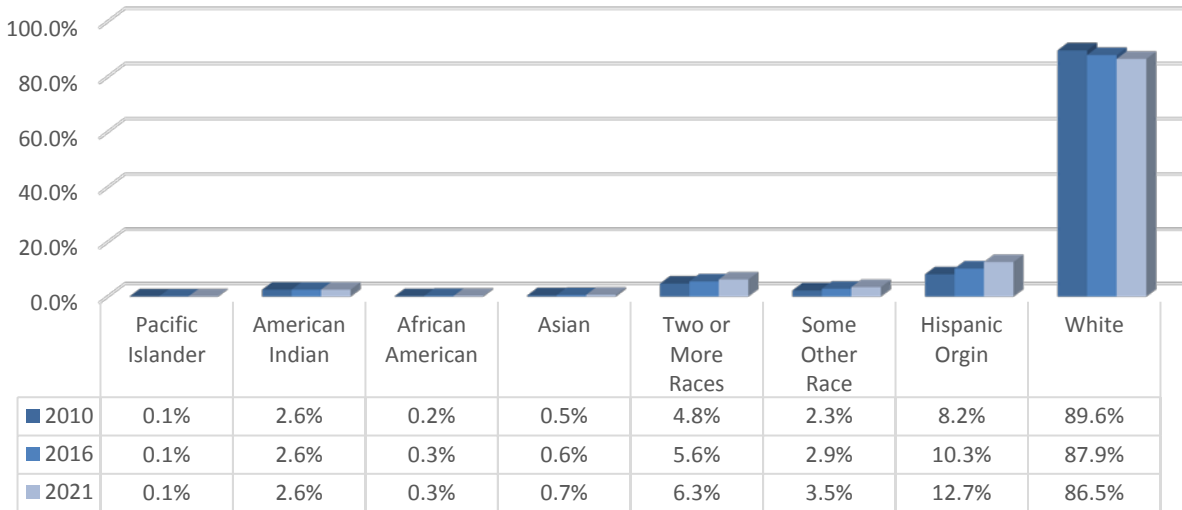 100.0%
80.0%
60.0%
40.0%
20.0%
0.0%
Pacific Islander
American Indian
African American
Asian
Two or More Races
Some Other Race
Hispanic Orgin
White
2010 0.1% 2.6% 0.2% 0.5% 4.8% 2.3% 8.2% 89.6%
2016 0.1% 2.6% 0.3% 0.6% 5.6% 2.9% 10.3% 87.9%
2021 0.1% 2.6% 0.3% 0.7% 6.3% 3.5% 12.7% 86.5%